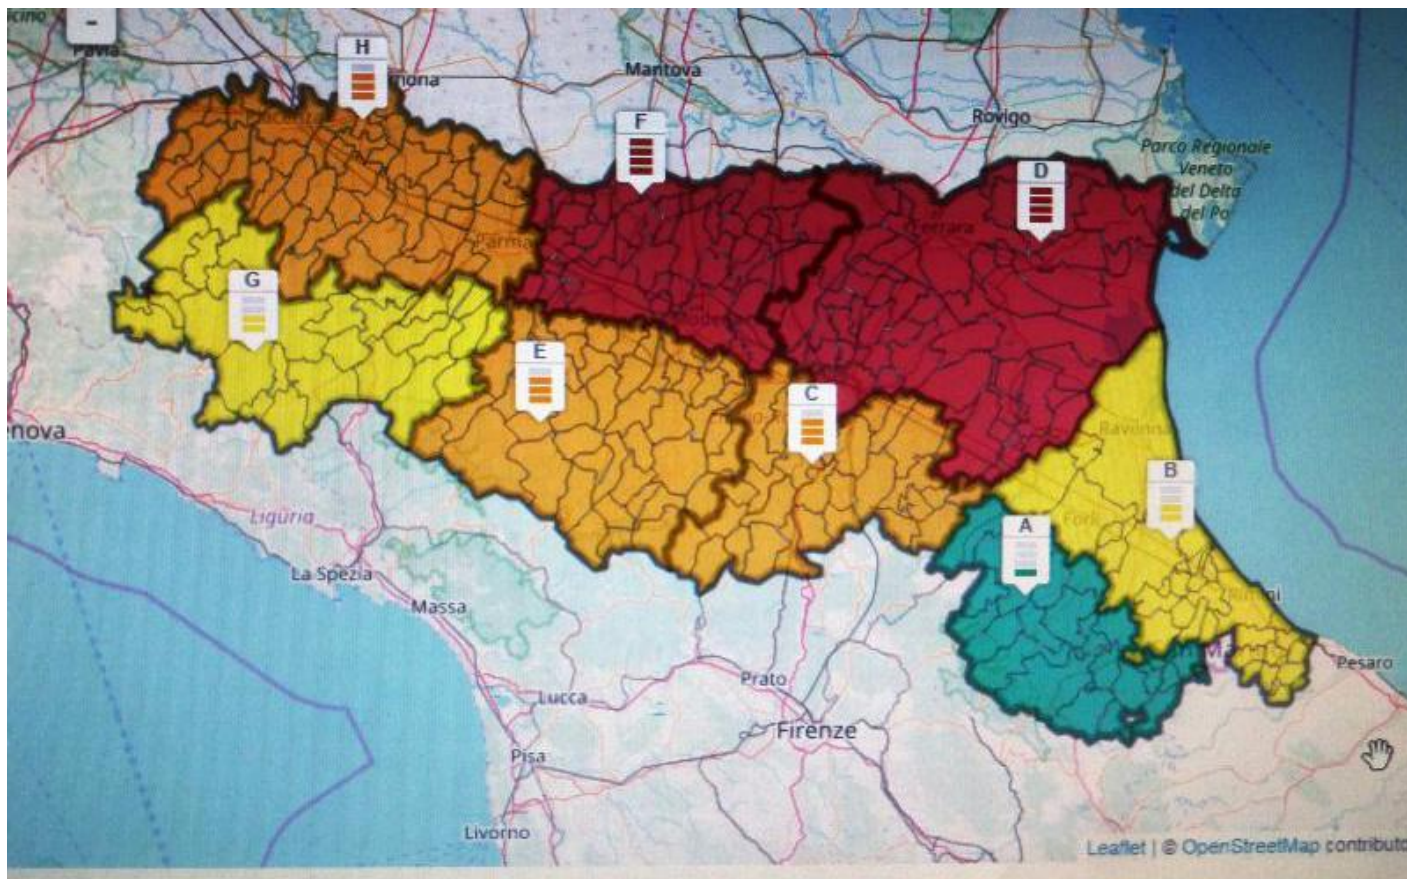 -
Pavia
H
Mantova
F
Rovigo
Parco Regionale
Veneto
del Delta
del Po
D
Ferrara
Parma
G
E
C
enova
Ravenna
B
Liguria
Forlì
A
La Spezia
Massa
Pesaro
Prato
Lucca
Firenze
Pisa
Livorno
Leaflet | © OpenStreetMap contributo